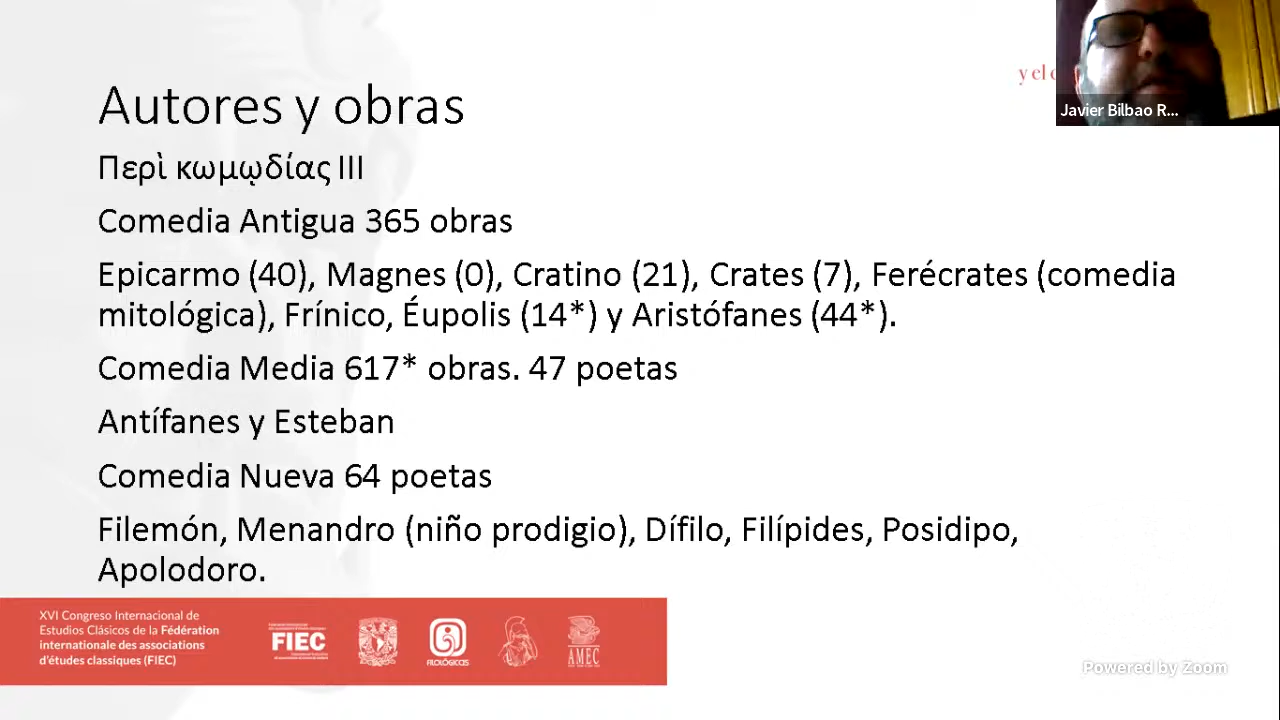 Autores y obras
Περὶ κωμῳδίας III
Comedia Antigua 365 obras
Epicarmo (40), Magnes (0), Cratino (21), Crates (7), Ferécrates (comedia
mitológica), Frínico, Éupolis (14*) y Aristófanes (44*).
Comedia Media 617* obras. 47 poetas
Antífanes y Esteban
Comedia Nueva 64 poetas
Filemón, Menandro (niño prodigio), Dífilo, Filípides, Posidipo,
Apolodoro.
Javier Bilbao R...
XVI Congreso Internacional de
Estudios Clásicos de la Fédération
internationale des associations
d'études classiques (FIEC)
FIEC
FILOLÓGICAS
AMEC
Powered by Zoom